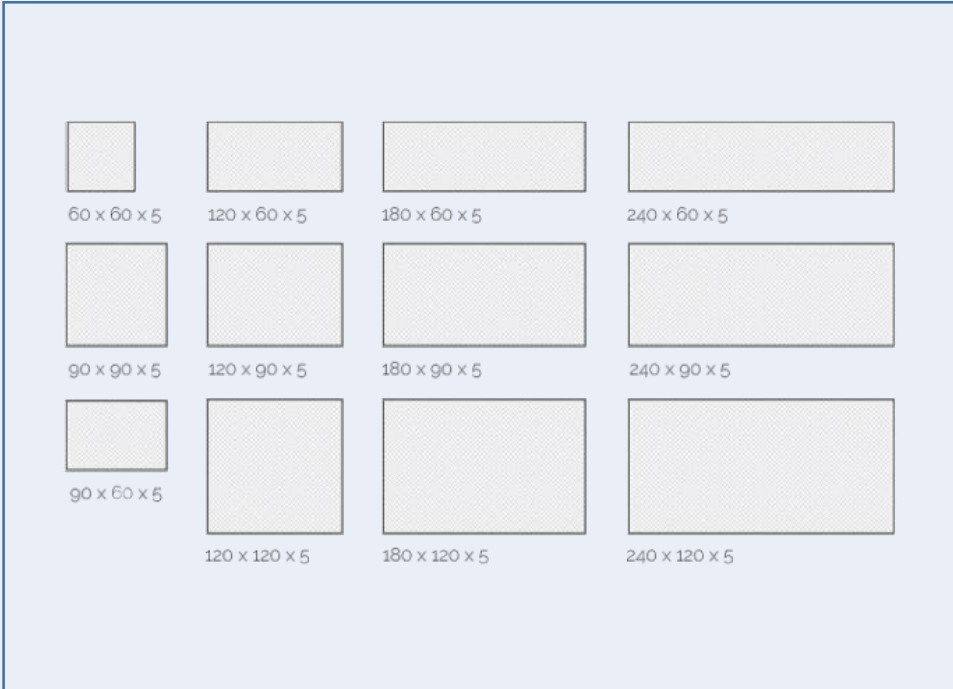 60 x 60 x 5
120 x 60 x 5
180 x 60 x 5
240 x 60 x 5
90 x 90 x 5
120 x 90 x 5
180 x 90 x 5
240 x 90 x 5
90 x 60 x 5
120 x 120 x 5
180 x 120 x 5
240 x 120 x 5